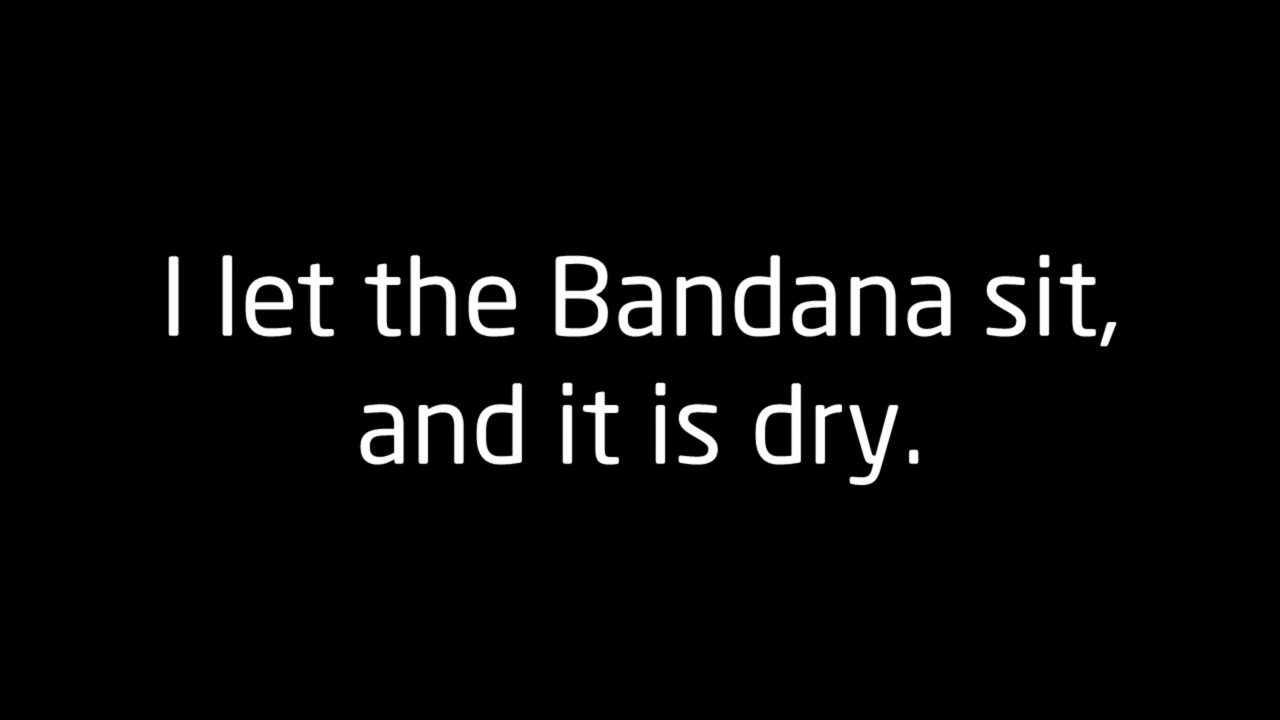 I let the Bandana sit,
and it is dry.